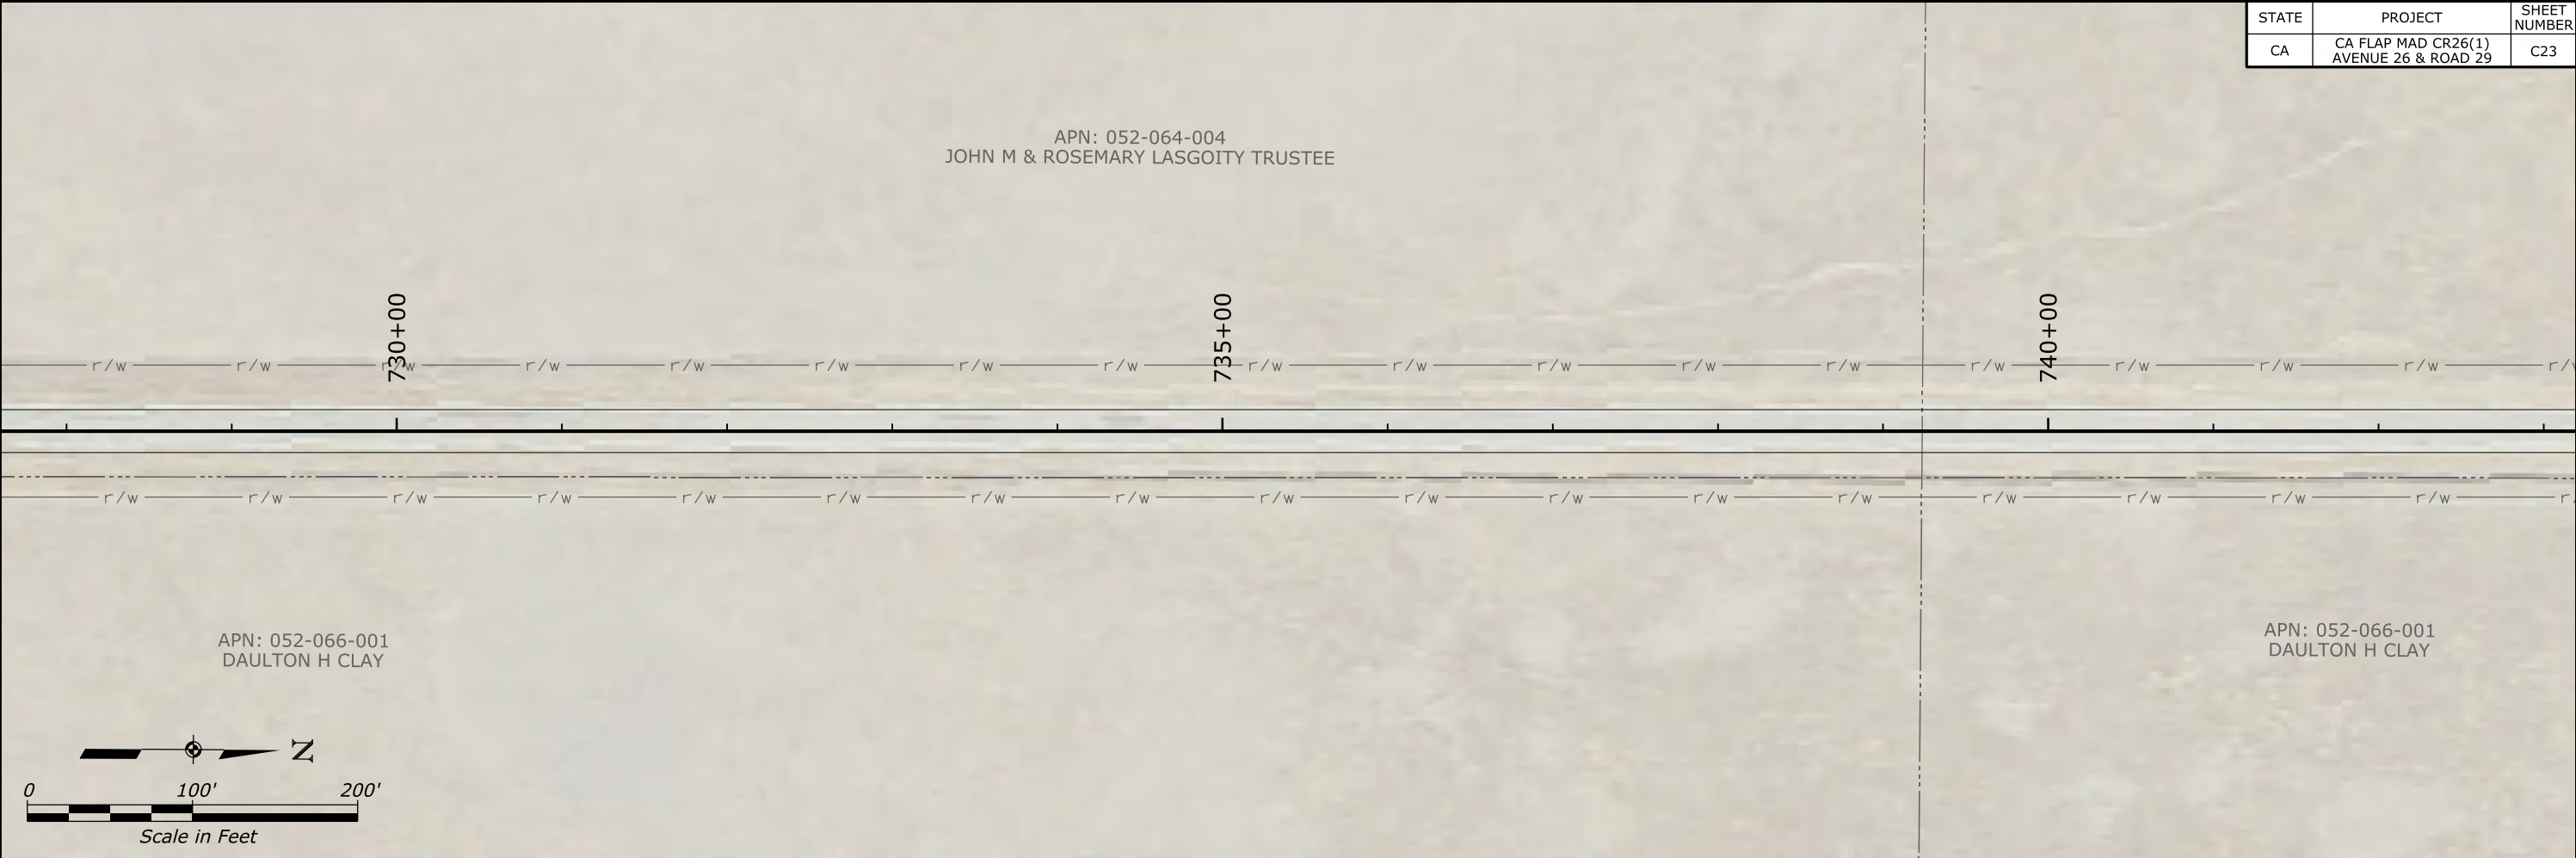 STATE PROJECT SHEET NUMBER
CA CA FLAP MAD CR26(1) AVENUE 26 & ROAD 29 C23
APN: 052-064-004
JOHN M & ROSEMARY LASGOITY TRUSTEE
730+00 735+00 740+00
r/w r/w r/w r/w r/w r/w r/w r/w r/w r/w r/w r/w r/w r/w r/w r/w r/w r/w
r/w r/w r/w r/w r/w r/w r/w r/w r/w r/w r/w r/w r/w r/w r/w r/w r/w r/
APN: 052-066-001
DAULTON H CLAY
APN: 052-066-001
DAULTON H CLAY
N
0 100' 200'
Scale in Feet